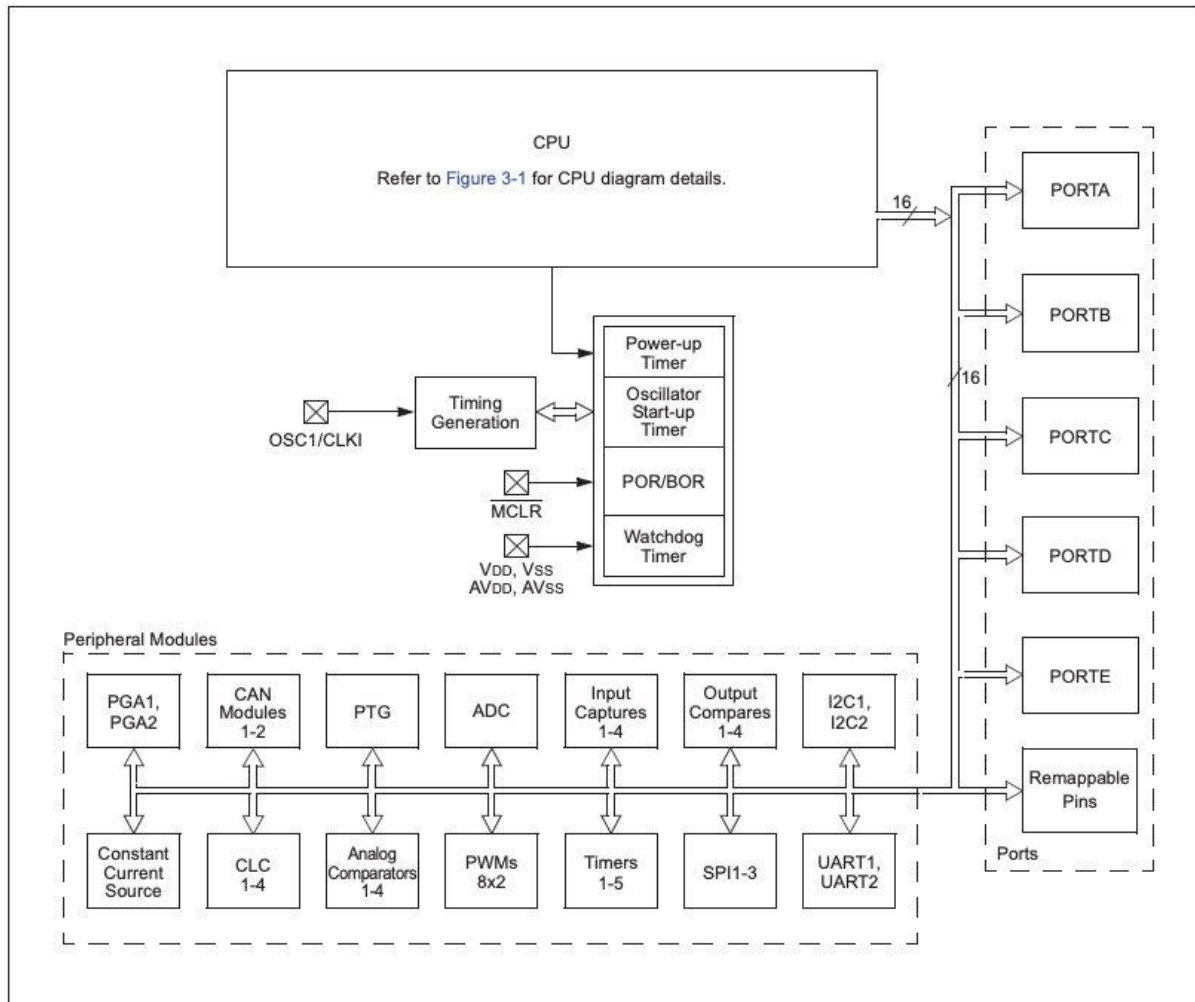 CPU
Refer to Figure 3-1 for CPU diagram details.
16
PORTA
PORTB
16
PORTC
PORTD
PORTE
Remappable
Pins
Ports
Power-up
Timer
Oscillator
Start-up
Timer
POR/BOR
Watchdog
Timer
Timing
Generation
OSC1/CLKI
MCLR
VDD, VSS
AVDD, AVSS
Peripheral Modules
PGA1,
PGA2
CAN
Modules
1-2
PTG
ADC
Input
Captures
1-4
Output
Compares
1-4
I2C1,
I2C2
Constant
Current
Source
CLC
1-4
Analog
Comparators
1-4
PWMs
8x2
Timers
1-5
SPI1-3
UART1,
UART2